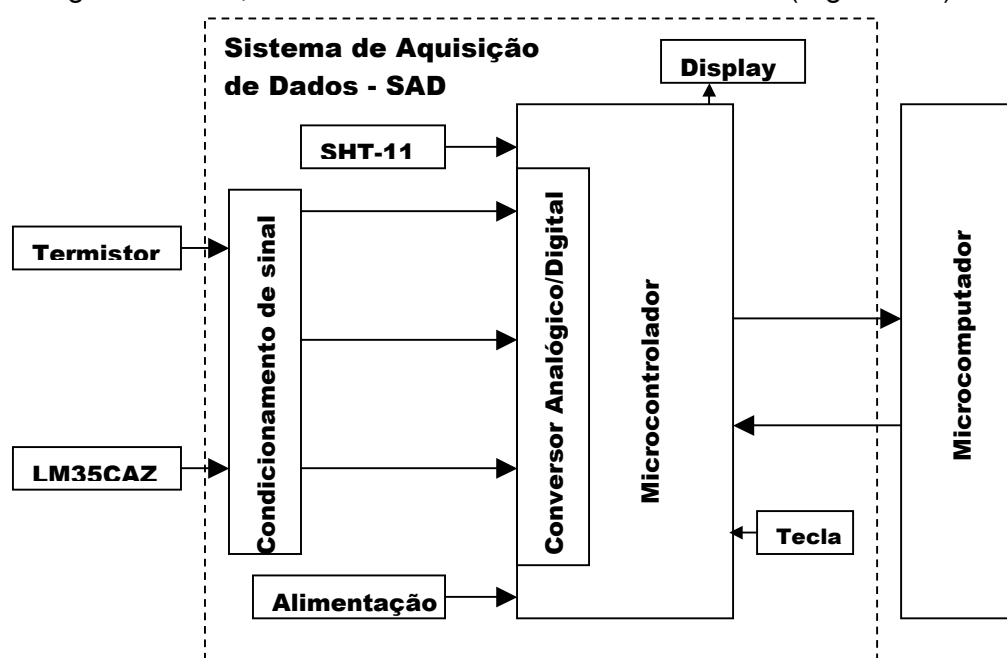 Sistema de Aquisição
de Dados - SAD
Display
SHT-11
Termistor
Condicionamento de sinal
Conversor Analógico/Digital
Microcontrolador
Microcomputador
LM35CAZ
Tecla
Alimentação